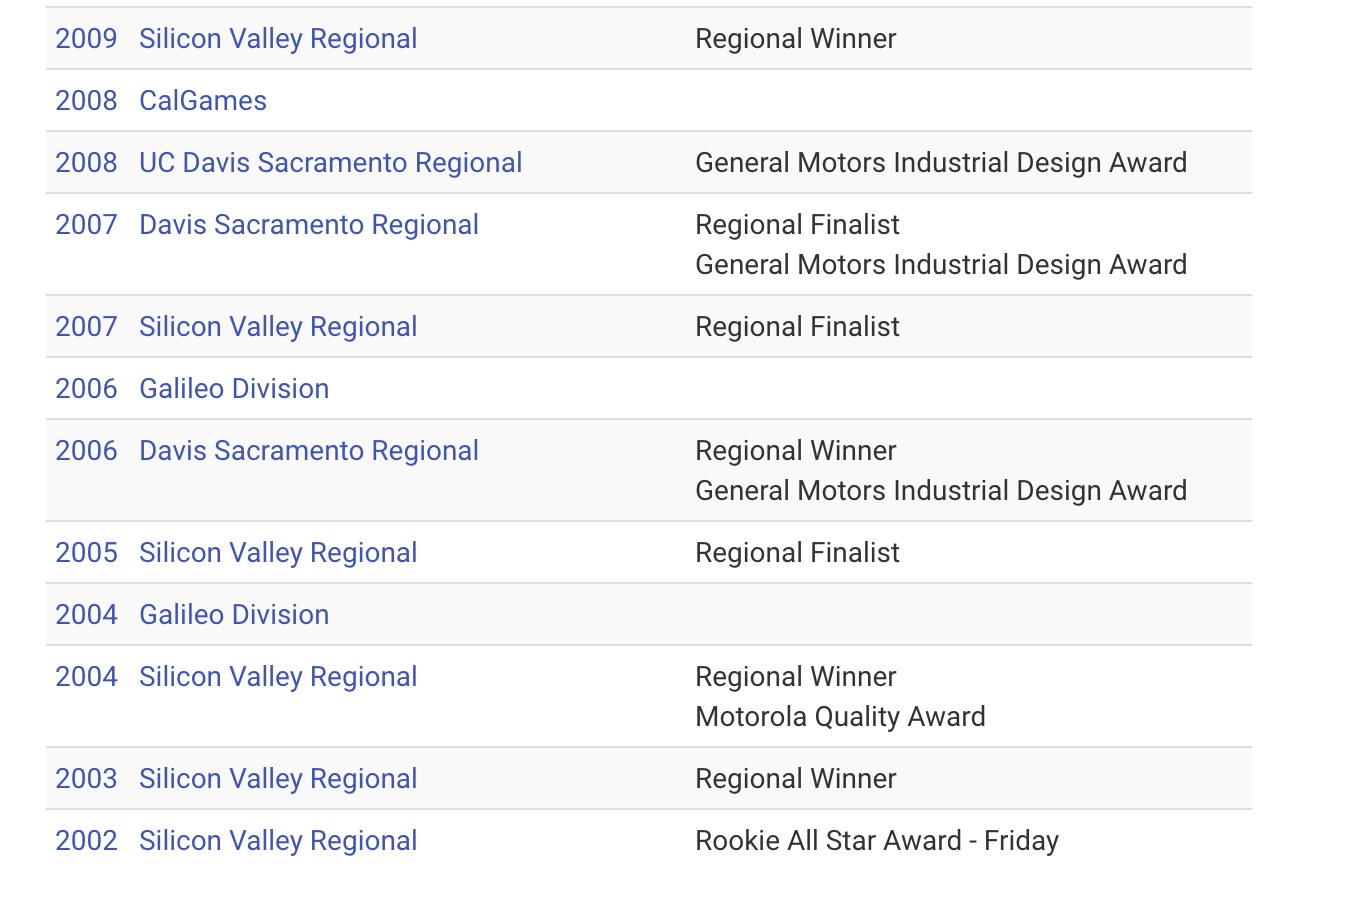 2009 Silicon Valley Regional Regional Winner
2008 CalGames
2008 UC Davis Sacramento Regional General Motors Industrial Design Award
2007 Davis Sacramento Regional Regional Finalist
General Motors Industrial Design Award
2007 Silicon Valley Regional Regional Finalist
2006 Galileo Division
2006 Davis Sacramento Regional Regional Winner
General Motors Industrial Design Award
2005 Silicon Valley Regional Regional Finalist
2004 Galileo Division
2004 Silicon Valley Regional Regional Winner
Motorola Quality Award
2003 Silicon Valley Regional Regional Winner
2002 Silicon Valley Regional Rookie All Star Award - Friday